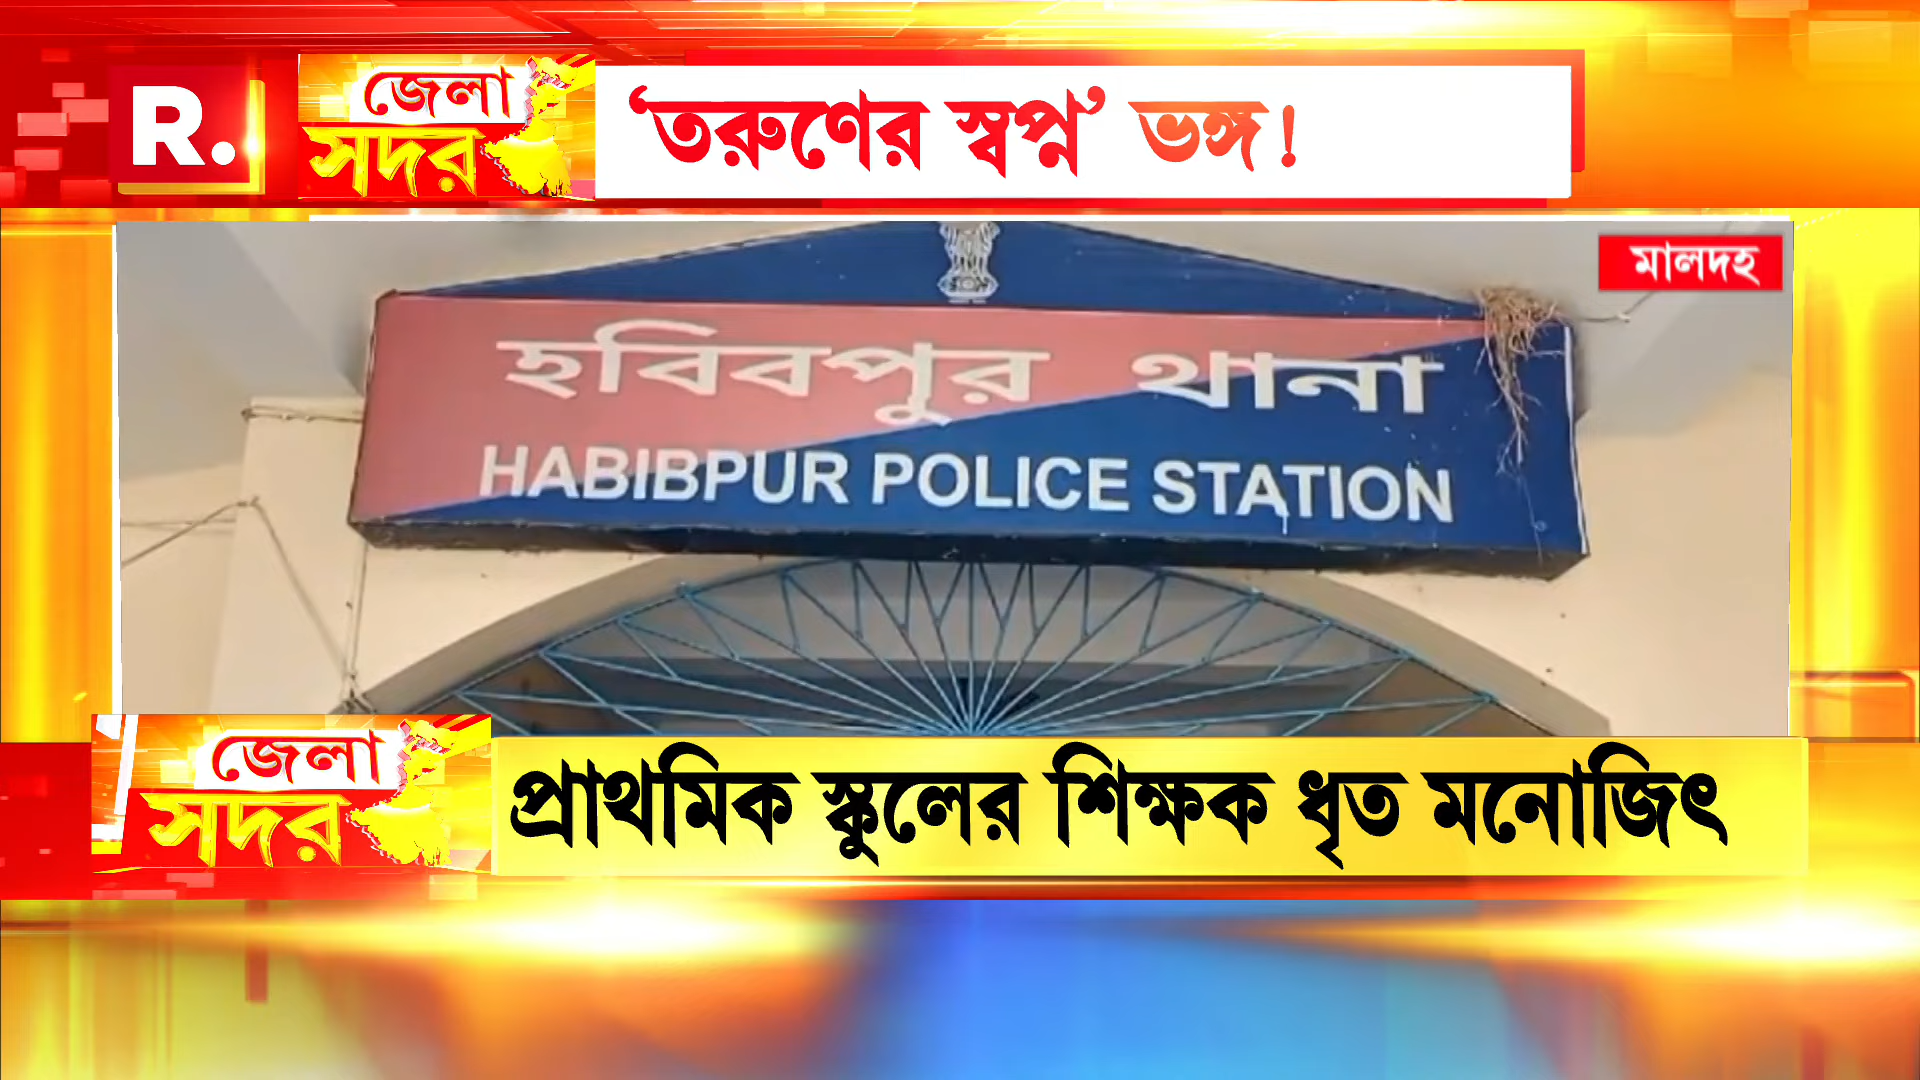 R.
জেলা
সদর
‘তরুণের স্বপ্ন’ ভঙ্গ!
মালদহ
হবিবপুর থানা
HABIBPUR POLICE STATION
জেলা
সদর
প্রাথমিক স্কুলের শিক্ষক ধৃত মনোজিৎ